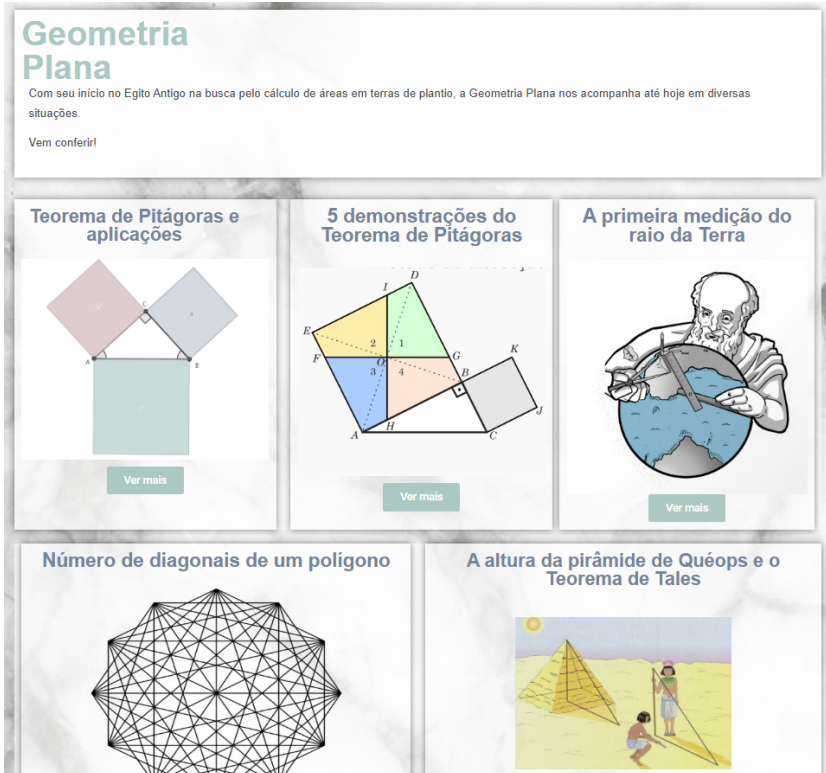 Geometria
Plana
Com seu início no Egito Antigo na busca pelo cálculo de áreas em terras de plantio, a Geometria Plana nos acompanha até hoje em diversas
situações.
Vem conferir!
Teorema de Pitágoras e
aplicações
C
A
B
Ver mais
5 demonstrações do
Teorema de Pitágoras
D
I
E
2
1
K
F
O
G
3
4
B
J
H
A
C
Ver mais
A primeira medição do
raio da Terra
Ver mais
Número de diagonais de um polígono
A altura da pirâmide de Quéops e o
Teorema de Tales